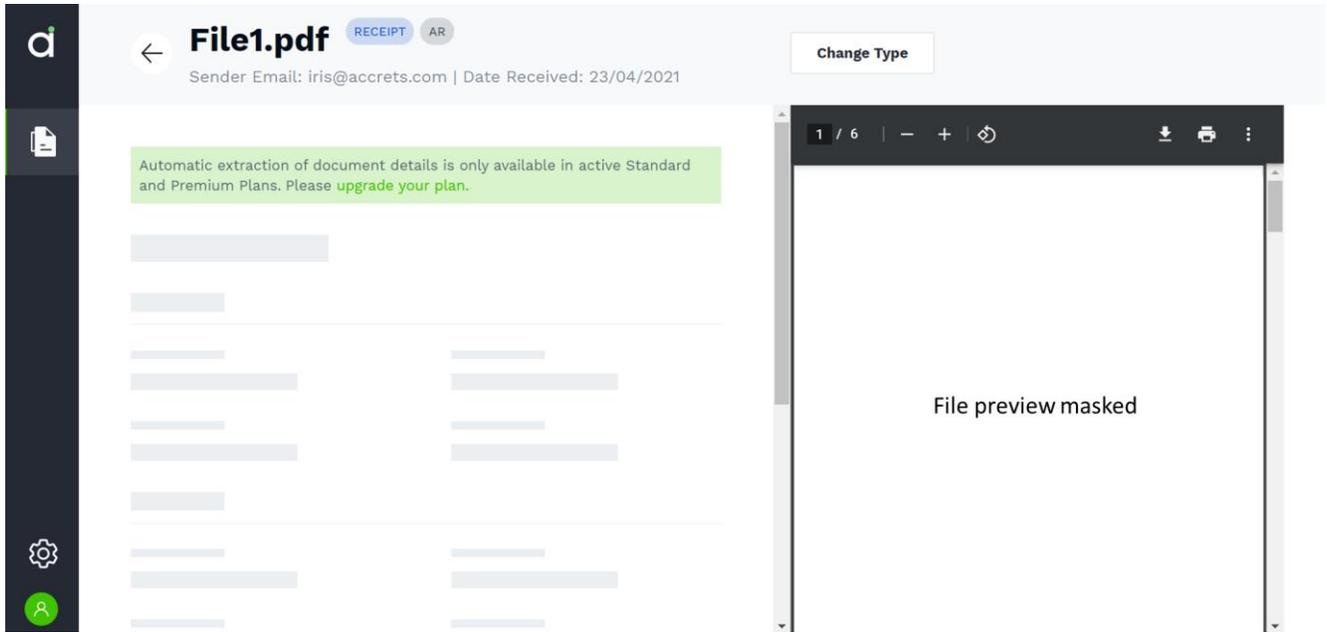 File1.pdf RECEIPT AR
Sender Email: iris@accrets.com | Date Received: 23/04/2021
Change Type
Automatic extraction of document details is only available in active Standard
and Premium Plans. Please upgrade your plan.
1 / 6
File preview masked